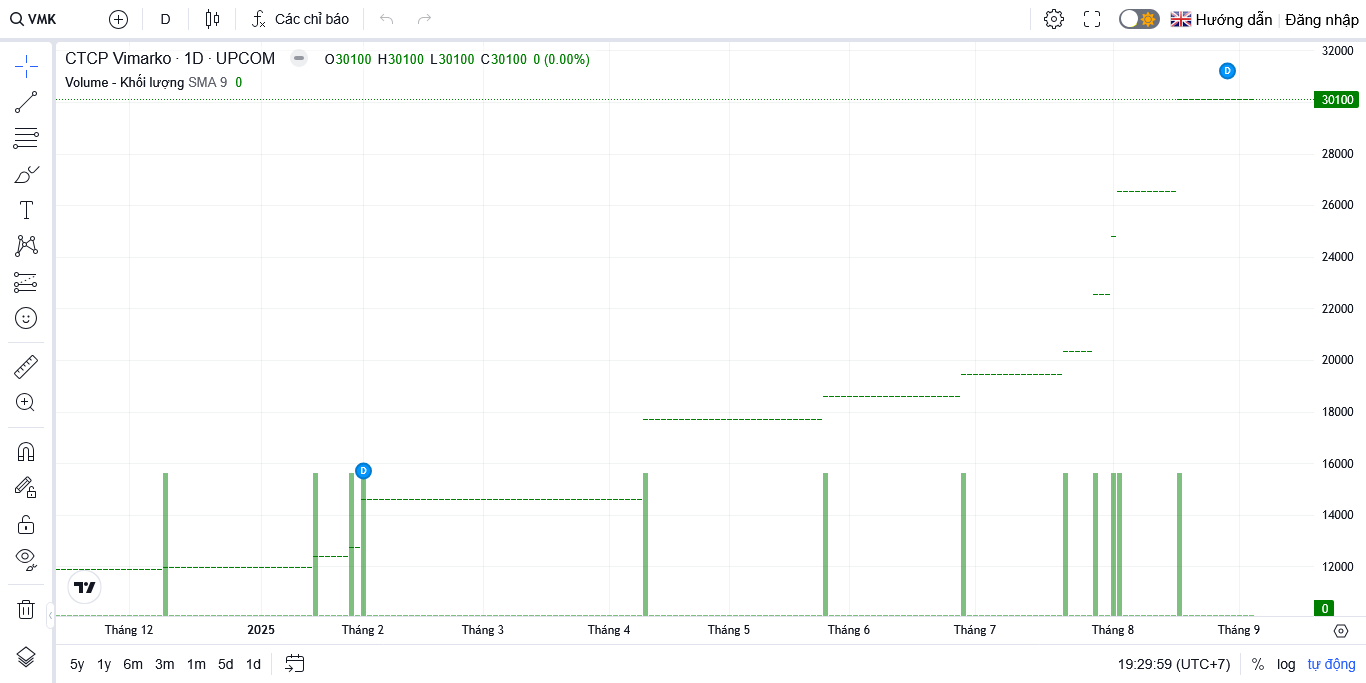 VMK D Các chỉ báo Hướng dẫn Đăng nhập
CTCP Vimarko · 1D · UPCOM O30100 H30100 L30100 C30100 0 (0.00%)
Volume - Khối lượng SMA 9 0
32000
D
30100
28000
26000
24000
22000
20000
18000
16000
D
14000
12000
0
Tháng 12 2025 Tháng 2 Tháng 3 Tháng 4 Tháng 5 Tháng 6 Tháng 7 Tháng 8 Tháng 9
5y 1y 6m 3m 1m 5d 1d 19:29:59 (UTC+7) % log tự động